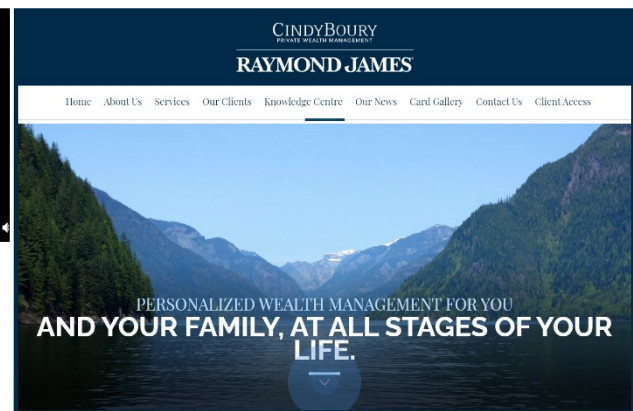 CINDYBOURY
PRIVATE WEALTH MANAGEMENT
RAYMOND JAMES
Home About Us Services Our Clients Knowledge Centre Our News Card Gallery Contact Us Client Access
PERSONALIZED WEALTH MANAGEMENT FOR YOU
AND YOUR FAMILY, AT ALL STAGES OF YOUR
LIFE.